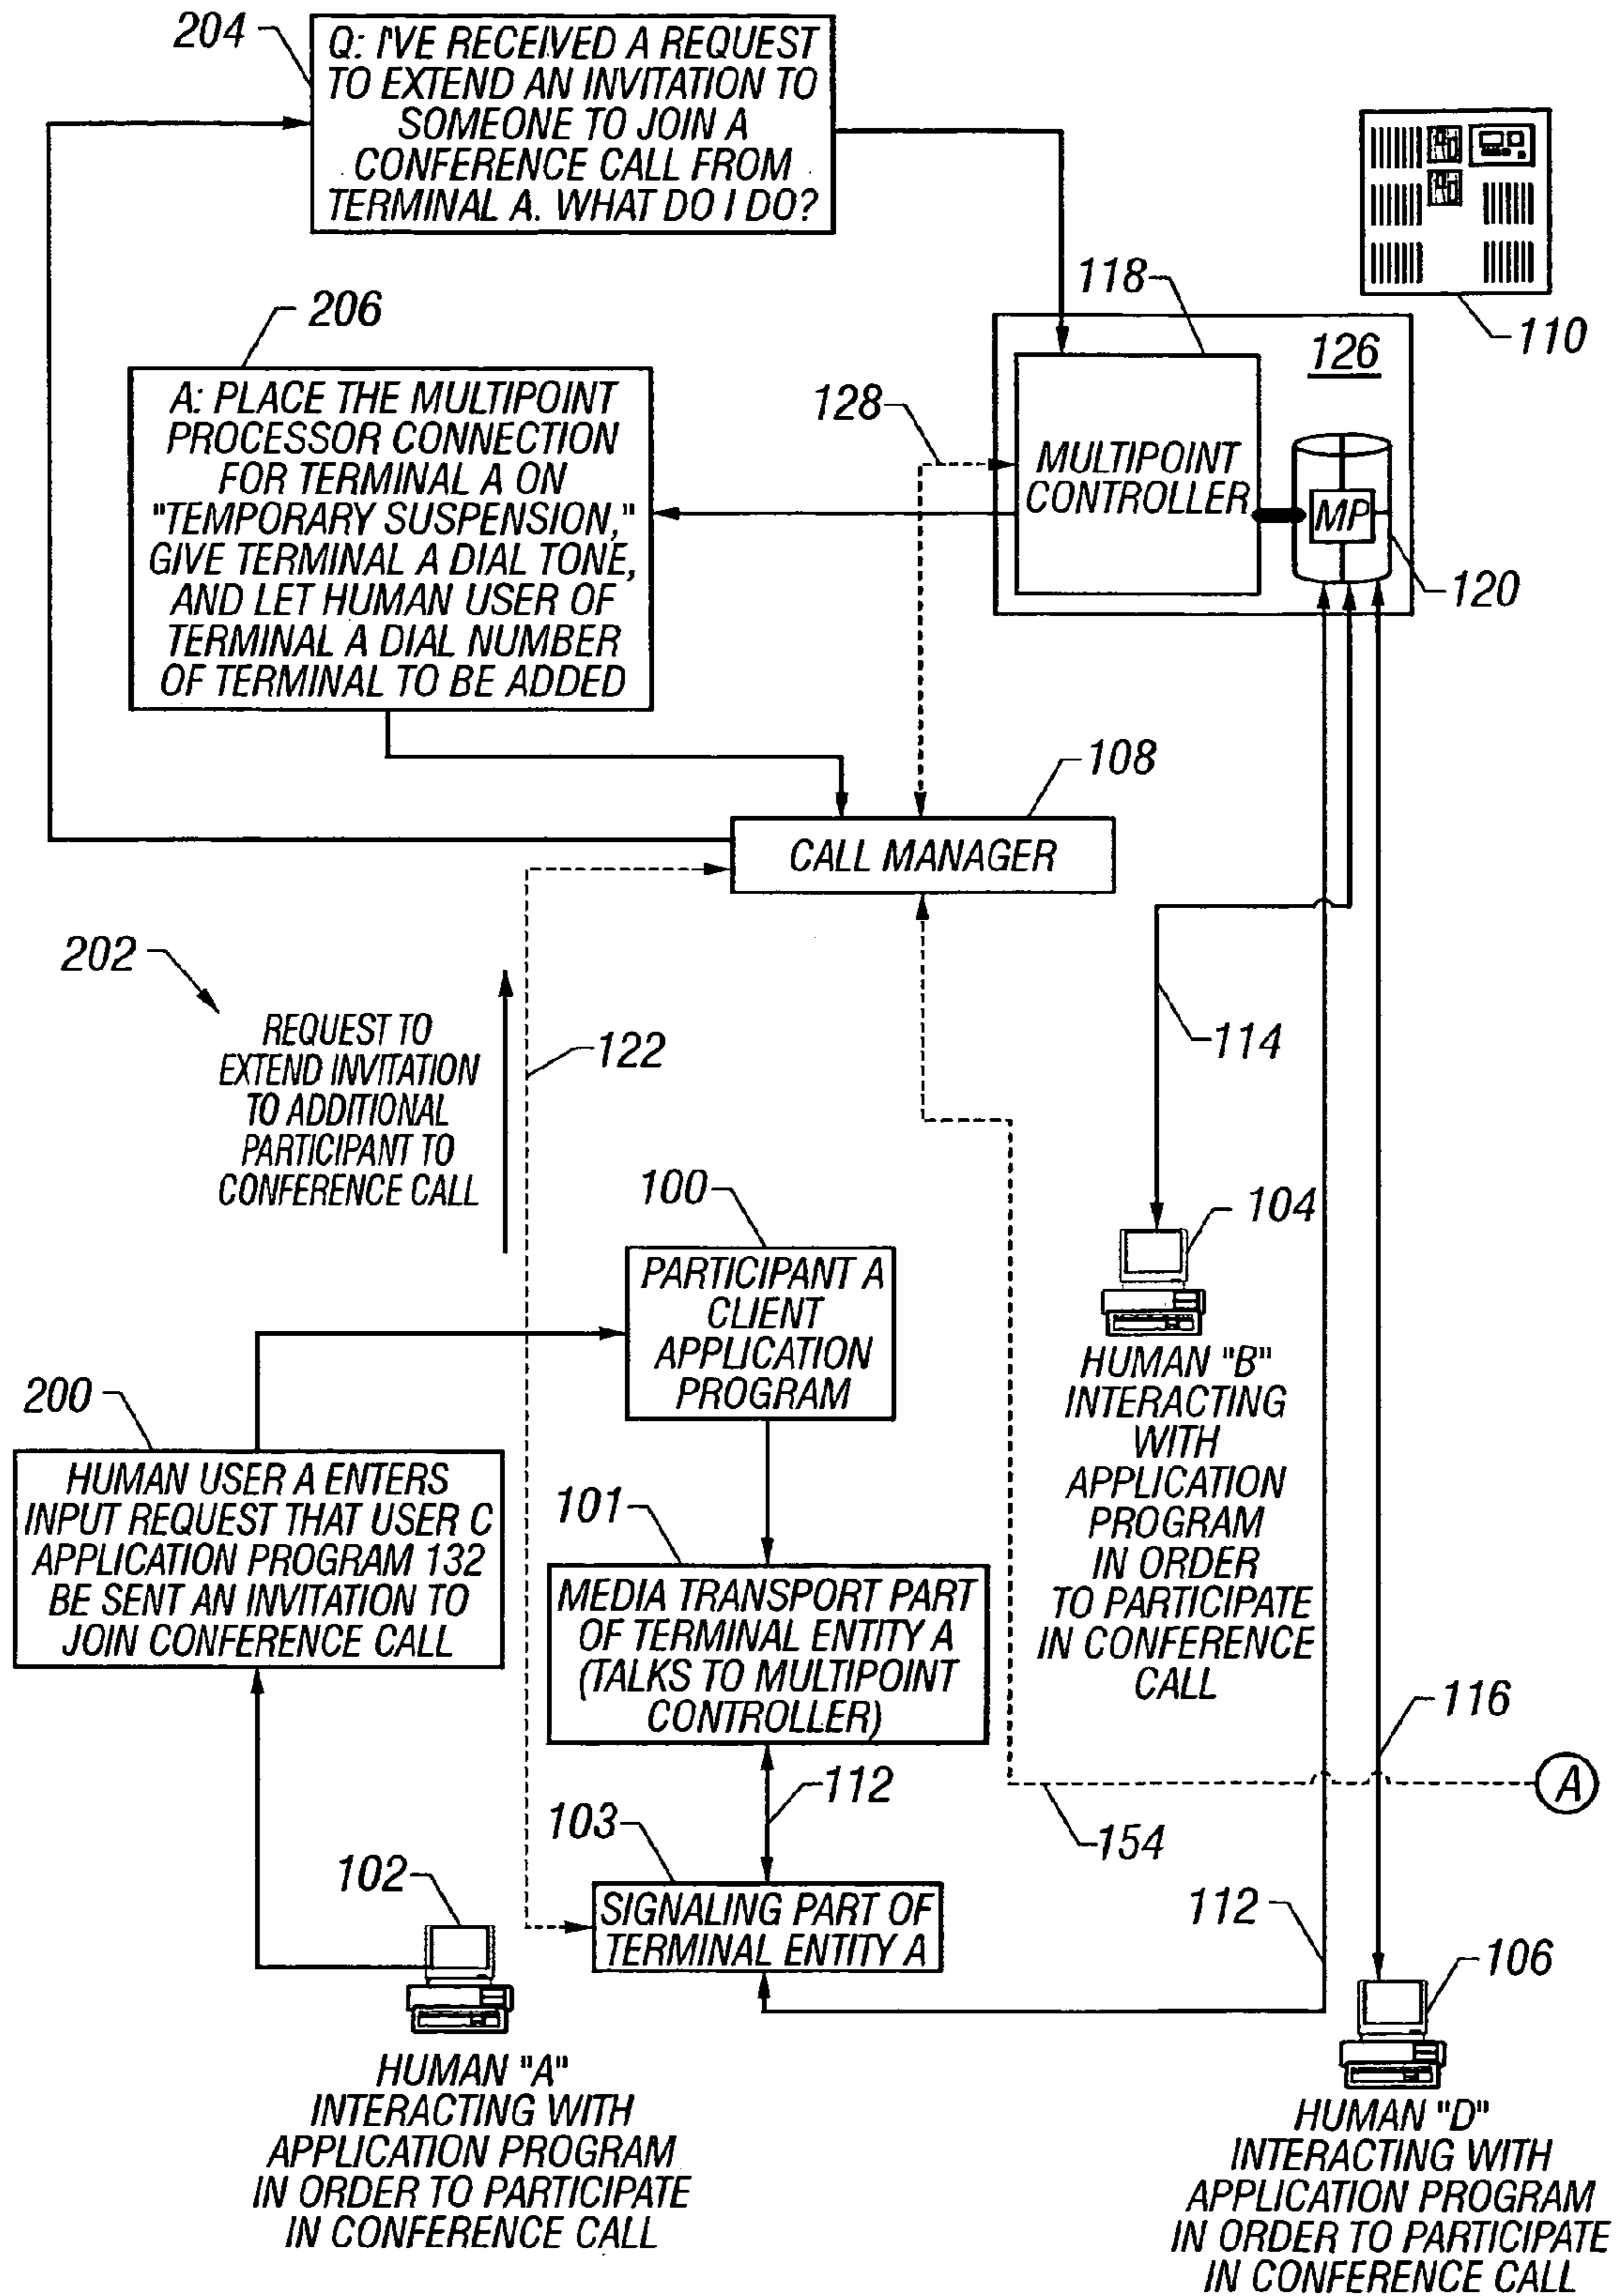 204
Q: I'VE RECEIVED A REQUEST
TO EXTEND AN INVITATION TO
SOMEONE TO JOIN A
CONFERENCE CALL FROM
TERMINAL A. WHAT DO I DO?
110
206
A: PLACE THE MULTIPOINT
PROCESSOR CONNECTION
FOR TERMINAL A ON
"TEMPORARY SUSPENSION,"
GIVE TERMINAL A DIAL TONE,
AND LET HUMAN USER OF
TERMINAL A DIAL NUMBER
OF TERMINAL TO BE ADDED
118
126
128
MULTIPOINT
CONTROLLER
MP
120
108
CALL MANAGER
202
REQUEST TO
EXTEND INVITATION
TO ADDITIONAL
PARTICIPANT TO
CONFERENCE CALL
122
114
100
PARTICIPANT A
CLIENT
APPLICATION
PROGRAM
104
HUMAN "B"
INTERACTING
WITH
APPLICATION
PROGRAM
IN ORDER
TO PARTICIPATE
IN CONFERENCE
CALL
200
HUMAN USER A ENTERS
INPUT REQUEST THAT USER C
APPLICATION PROGRAM 132
BE SENT AN INVITATION TO
JOIN CONFERENCE CALL
101
MEDIA TRANSPORT PART
OF TERMINAL ENTITY A
(TALKS TO MULTIPOINT
CONTROLLER)
116
112
A
154
103
SIGNALING PART OF
TERMINAL ENTITY A
112
102
HUMAN "A"
INTERACTING WITH
APPLICATION PROGRAM
IN ORDER TO PARTICIPATE
IN CONFERENCE CALL
106
HUMAN "D"
INTERACTING WITH
APPLICATION PROGRAM
IN ORDER TO PARTICIPATE
IN CONFERENCE CALL